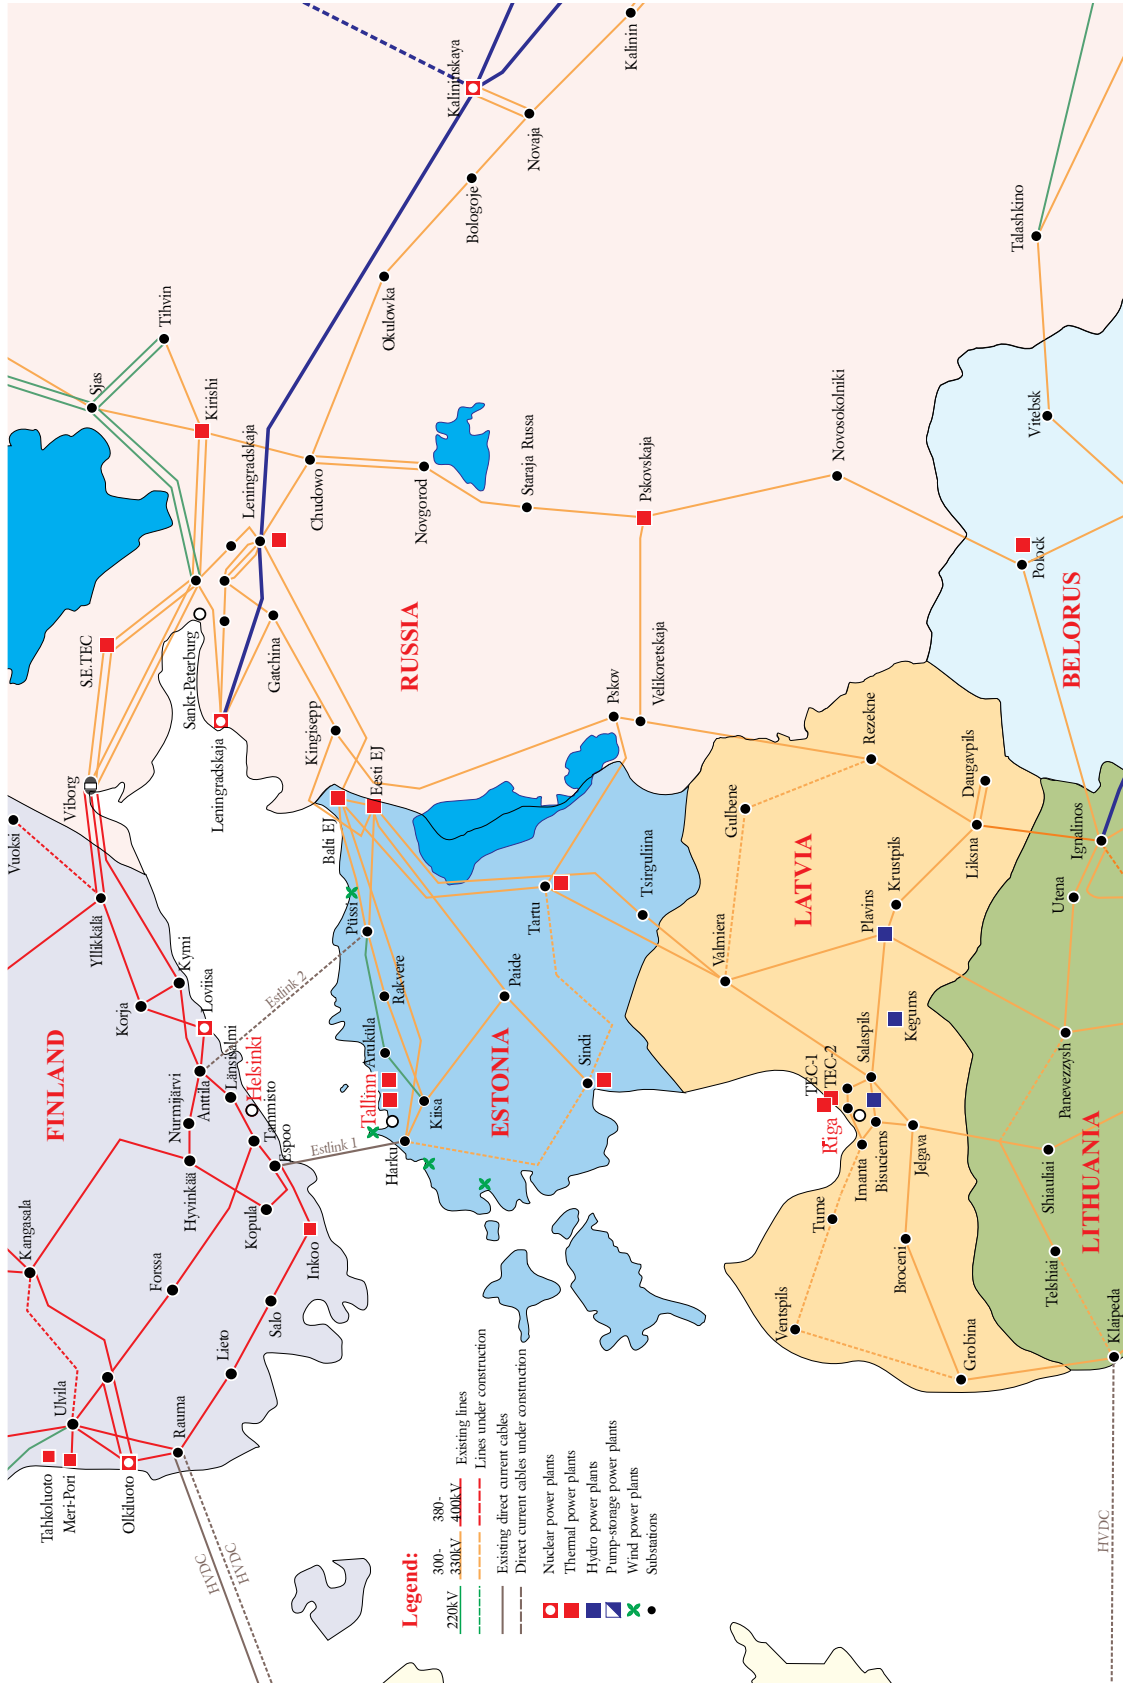 FINLAND
Vuoksi
Yllikkälä
Viborg
Korja
Kymi
Loviisa
Anttila
Nurmijärvi
Länsisalmi
Helsinki
Tammisto
Espoo
Hyvinkää
Kopula
Inkoo
Kangasala
Forssa
Salo
Lieto
Ulvila
Rauma
Tahkoluoto
Meri-Pori
Olkiluoto
HVDC
HVDC
Estlink 1
Estlink 2
RUSSIA
Kalininskaya
Kalinin
Novaja
Bologoje
Okulowka
Tihvin
Sjas
Kirishi
Leningradskaja
Chudowo
Novgorod
Staraja Russa
Pskovskaja
Novosokolniki
S.E.TEC
Sankt-Peterburg
Gatchina
Leningradskaja
Kingisepp
Pskov
Velikoretskaja
Talashkino
ESTONIA
Balti EJ
Eesti EJ
Püssi
Rakvere
Aruküla
Tallinn
Harku
Kiisa
Paide
Tartu
Tsirguliina
Sindi
LATVIA
Gulbene
Rezekne
Daugavpils
Liksna
Krustpils
Plavins
Valmiera
Kegums
Salaspils
TEC-1
TEC-2
Riga
Imanta
Bisuciems
Jelgava
Tume
Broceni
Ventspils
Grobina
BELORUS
Vitebsk
Polock
LITHUANIA
Ignalinos
Utena
Panevezzysh
Shiauliai
Telshiai
Klaipeda
HVDC
Legend:
220kV
300-
330kV
380-
400kV
Existing lines
Lines under construction
Existing direct current cables
Direct current cables under construction
Nuclear power plants
Thermal power plants
Hydro power plants
Pump-storage power plants
Wind power plants
Substations